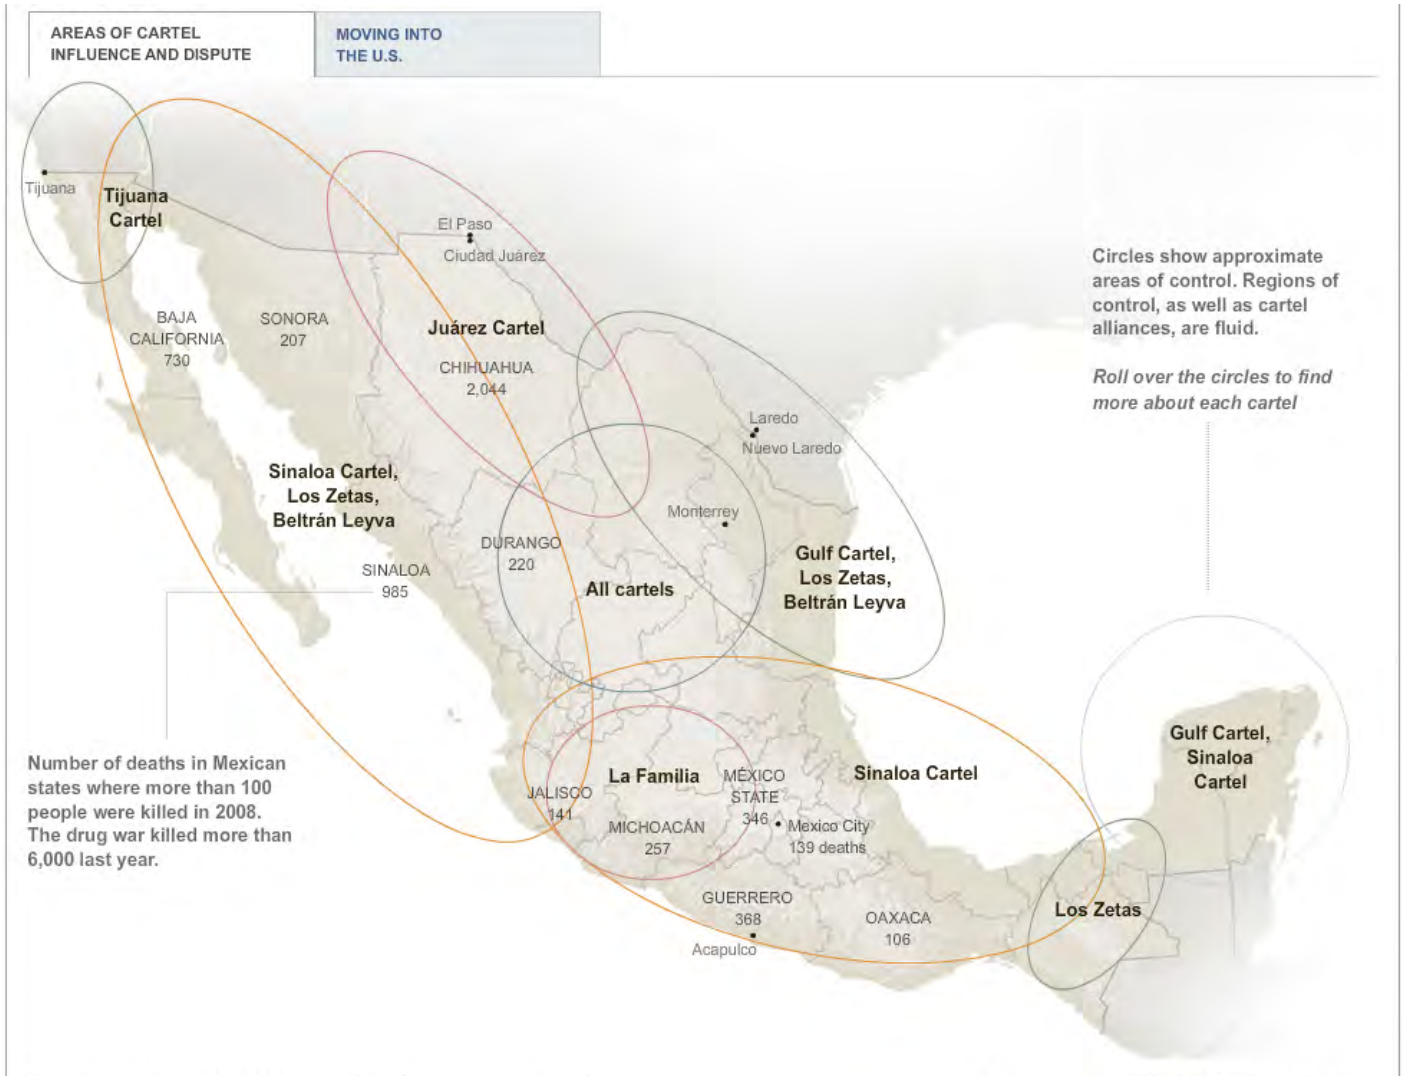 AREAS OF CARTEL
INFLUENCE AND DISPUTE
MOVING INTO
THE U.S.
Tijuana
Tijuana
Cartel
El Paso
Ciudad Juárez
Circles show approximate
areas of control. Regions of
control, as well as cartel
alliances, are fluid.
Roll over the circles to find
more about each cartel
BAJA
CALIFORNIA
730
SONORA
207
Juárez Cartel
CHIHUAHUA
2,044
Laredo
Nuevo Laredo
Sinaloa Cartel,
Los Zetas,
Beltrán Leyva
Monterrey
DURANGO
220
SINALOA
985
All cartels
Gulf Cartel,
Los Zetas,
Beltrán Leyva
Number of deaths in Mexican
states where more than 100
people were killed in 2008.
The drug war killed more than
6,000 last year.
Gulf Cartel,
Sinaloa
Cartel
La Familia
MÉXICO
STATE
346
Sinaloa Cartel
JALISCO
141
MICHOACÁN
257
Mexico City
139 deaths
GUERRERO
368
Acapulco
OAXACA
106
Los Zetas